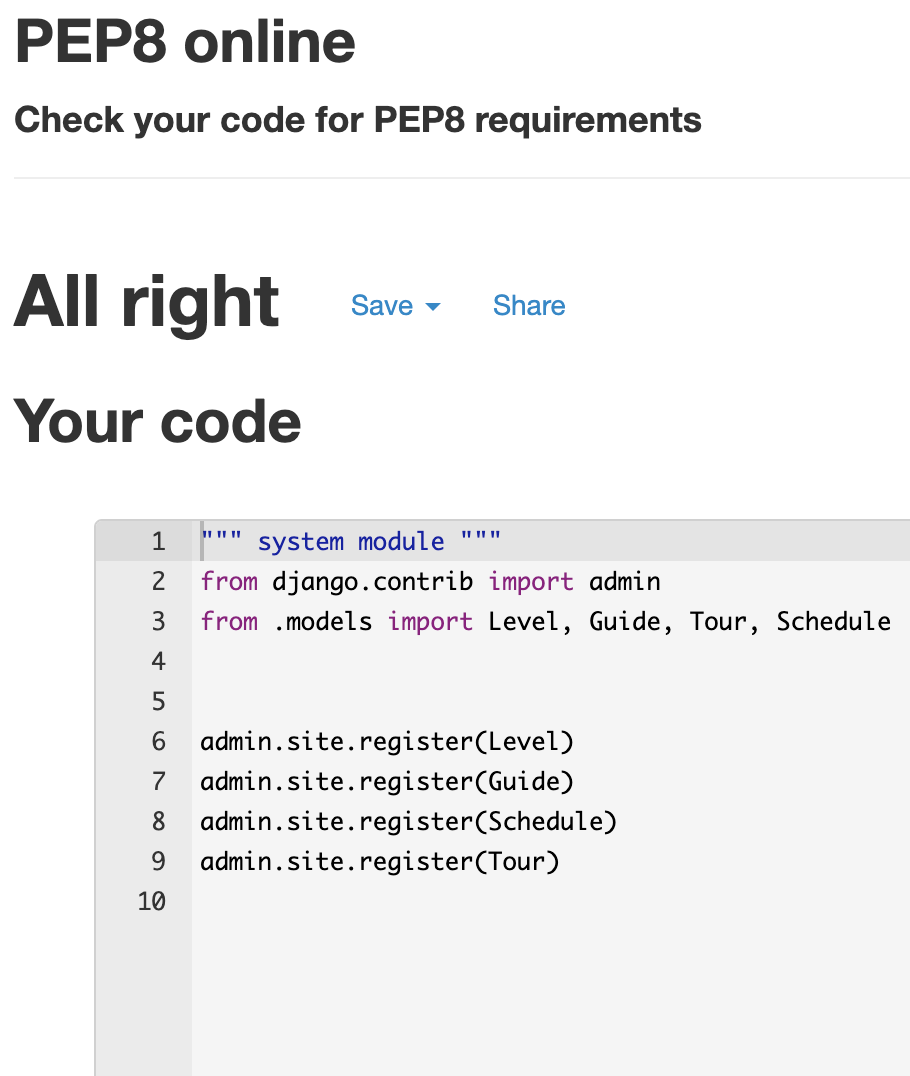 PEP8 online
Check your code for PEP8 requirements
All right Save Share
Your code
1 """ system module """
2 from django.contrib import admin
3 from .models import Level, Guide, Tour, Schedule
4
5
6 admin.site.register(Level)
7 admin.site.register(Guide)
8 admin.site.register(Schedule)
9 admin.site.register(Tour)
10